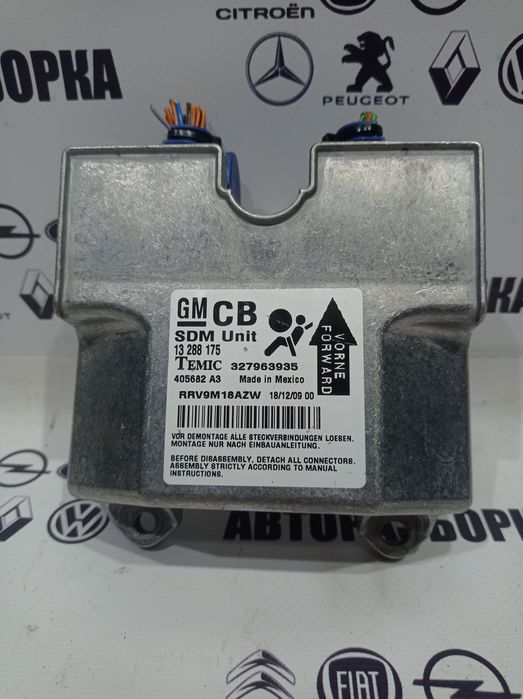 CITROËN
БОРКА
PEUGEOT
GM CB
SDM Unit
13 288 175
TEMIC 327963935
405682 A3 Made in Mexico
VORNE
FORWARD
RRV9M18AZW 18/12/09 00
VOR DEMONTAGE ALLE STECKVERBINDUNGEN LOESEN.
MONTAGE NUR NACH EINBAUANLEITUNG.
BEFORE DISASSEMBLY, DETACH ALL CONNECTORS.
ASSEMBLY STRICTLY ACCORDING TO MANUAL
INSTRUCTIONS.
АВТОРАЗБОРКА
FIAT